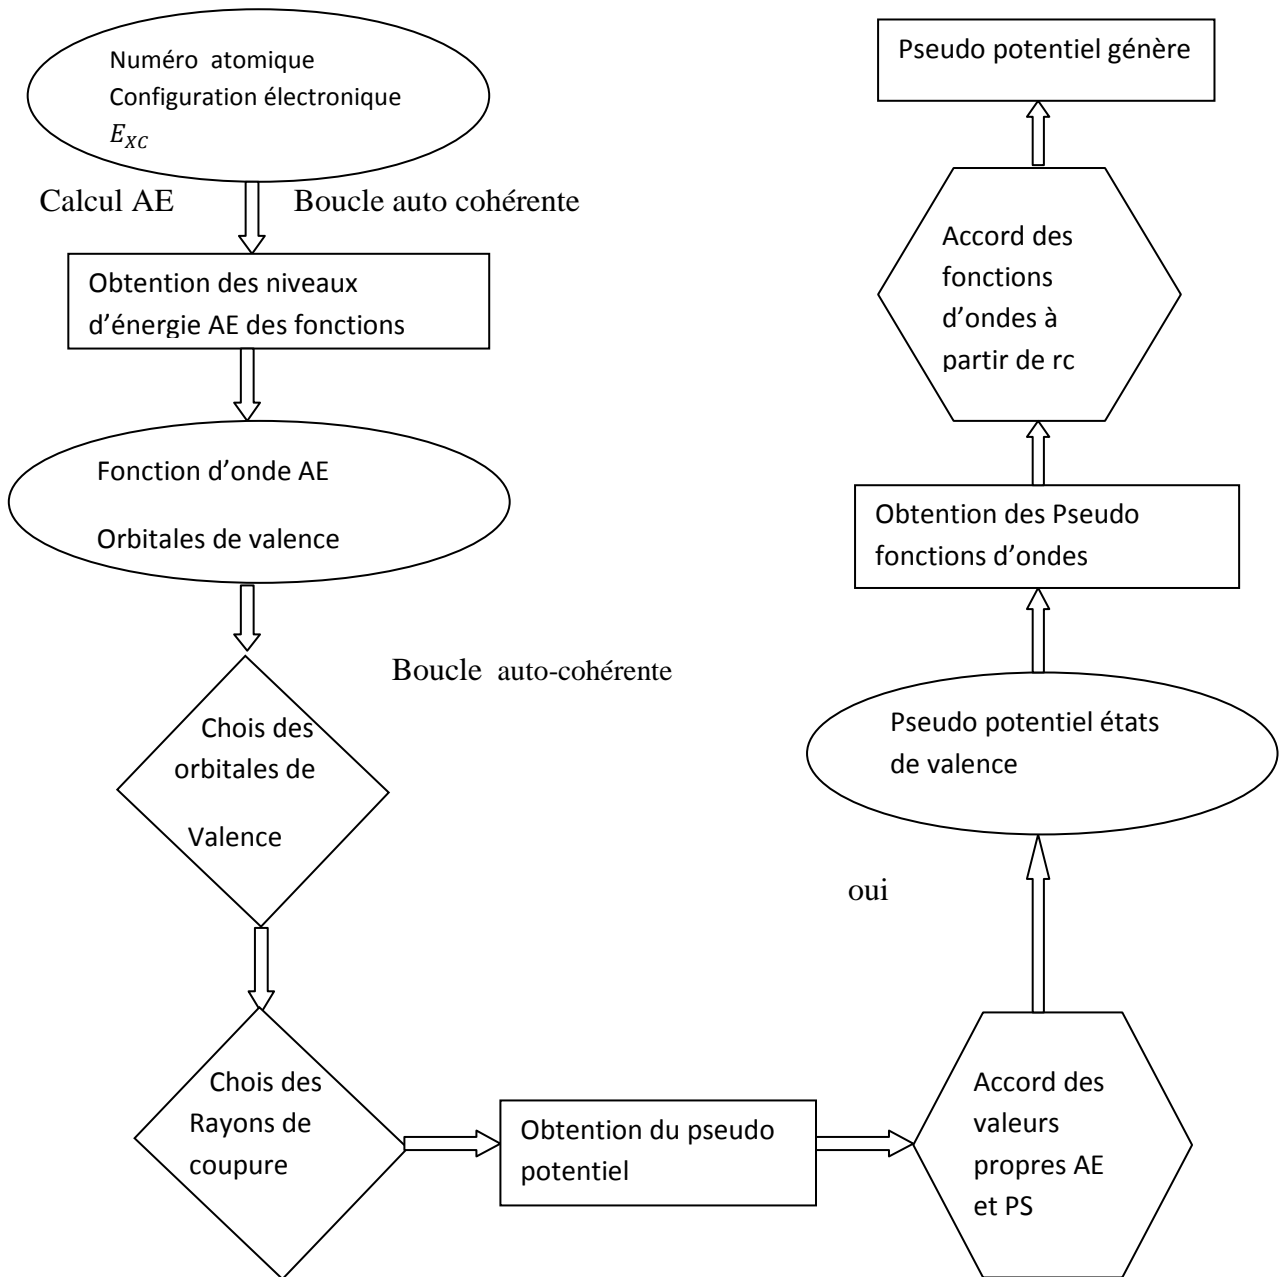 Numéro atomique
Configuration électronique
E_XC
Calcul AE
Boucle auto cohérente
Obtention des niveaux
d’énergie AE des fonctions
Fonction d’onde AE
Orbitales de valence
Boucle auto-cohérente
Chois des
orbitales de
Valence
Chois des
Rayons de
coupure
Obtention du pseudo
potentiel
Accord des
valeurs
propres AE
et PS
oui
Pseudo potentiel états
de valence
Obtention des Pseudo
fonctions d’ondes
Accord des
fonctions
d’ondes à
partir de rc
Pseudo potentiel génère